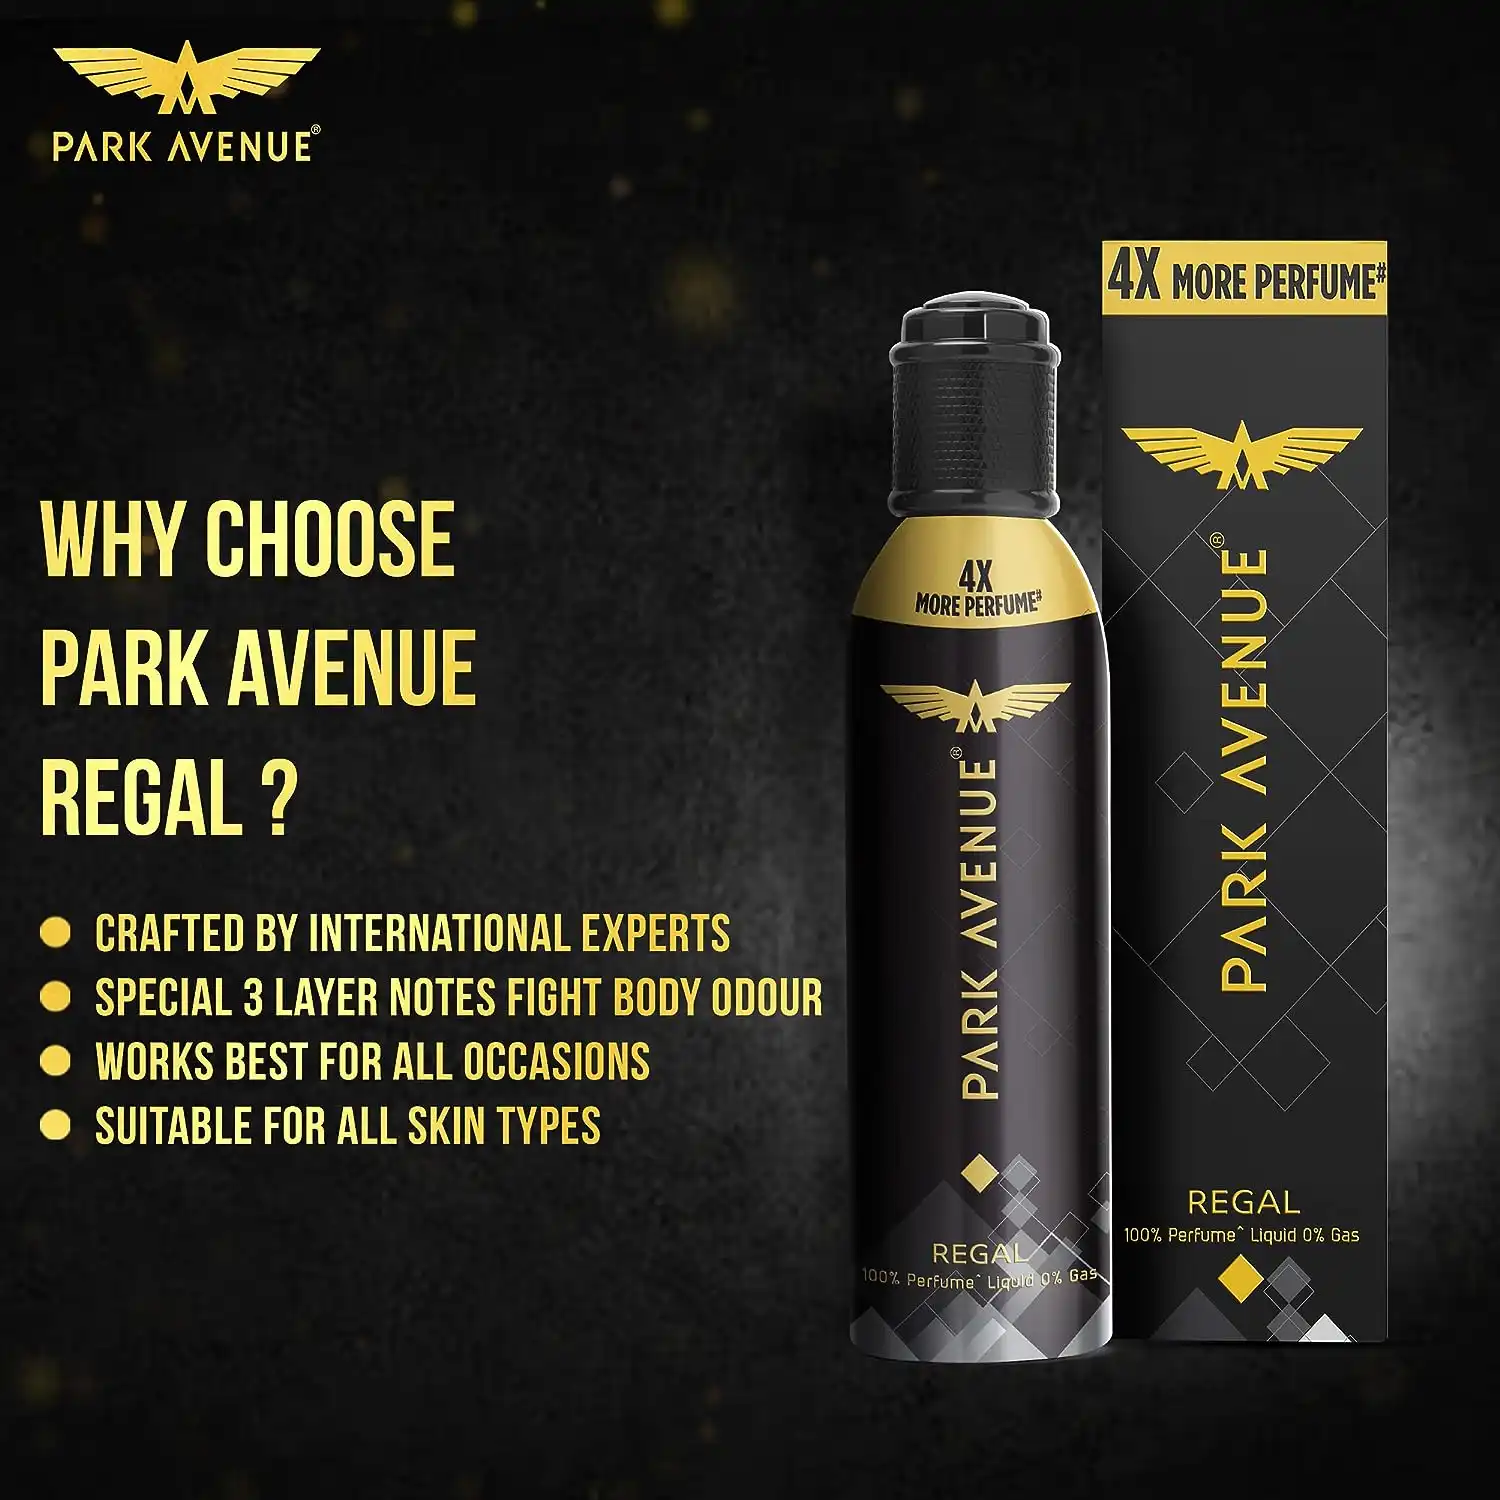 PARK AVENUE®
WHY CHOOSE
PARK AVENUE
REGAL ?
CRAFTED BY INTERNATIONAL EXPERTS
SPECIAL 3 LAYER NOTES FIGHT BODY ODOUR
WORKS BEST FOR ALL OCCASIONS
SUITABLE FOR ALL SKIN TYPES
4X
MORE PERFUME#
PARK AVENUE®
REGAL
100% Perfume^ Liquid 0% Gas
4X MORE PERFUME#
PARK AVENUE®
REGAL
100% Perfume^ Liquid 0% Gas